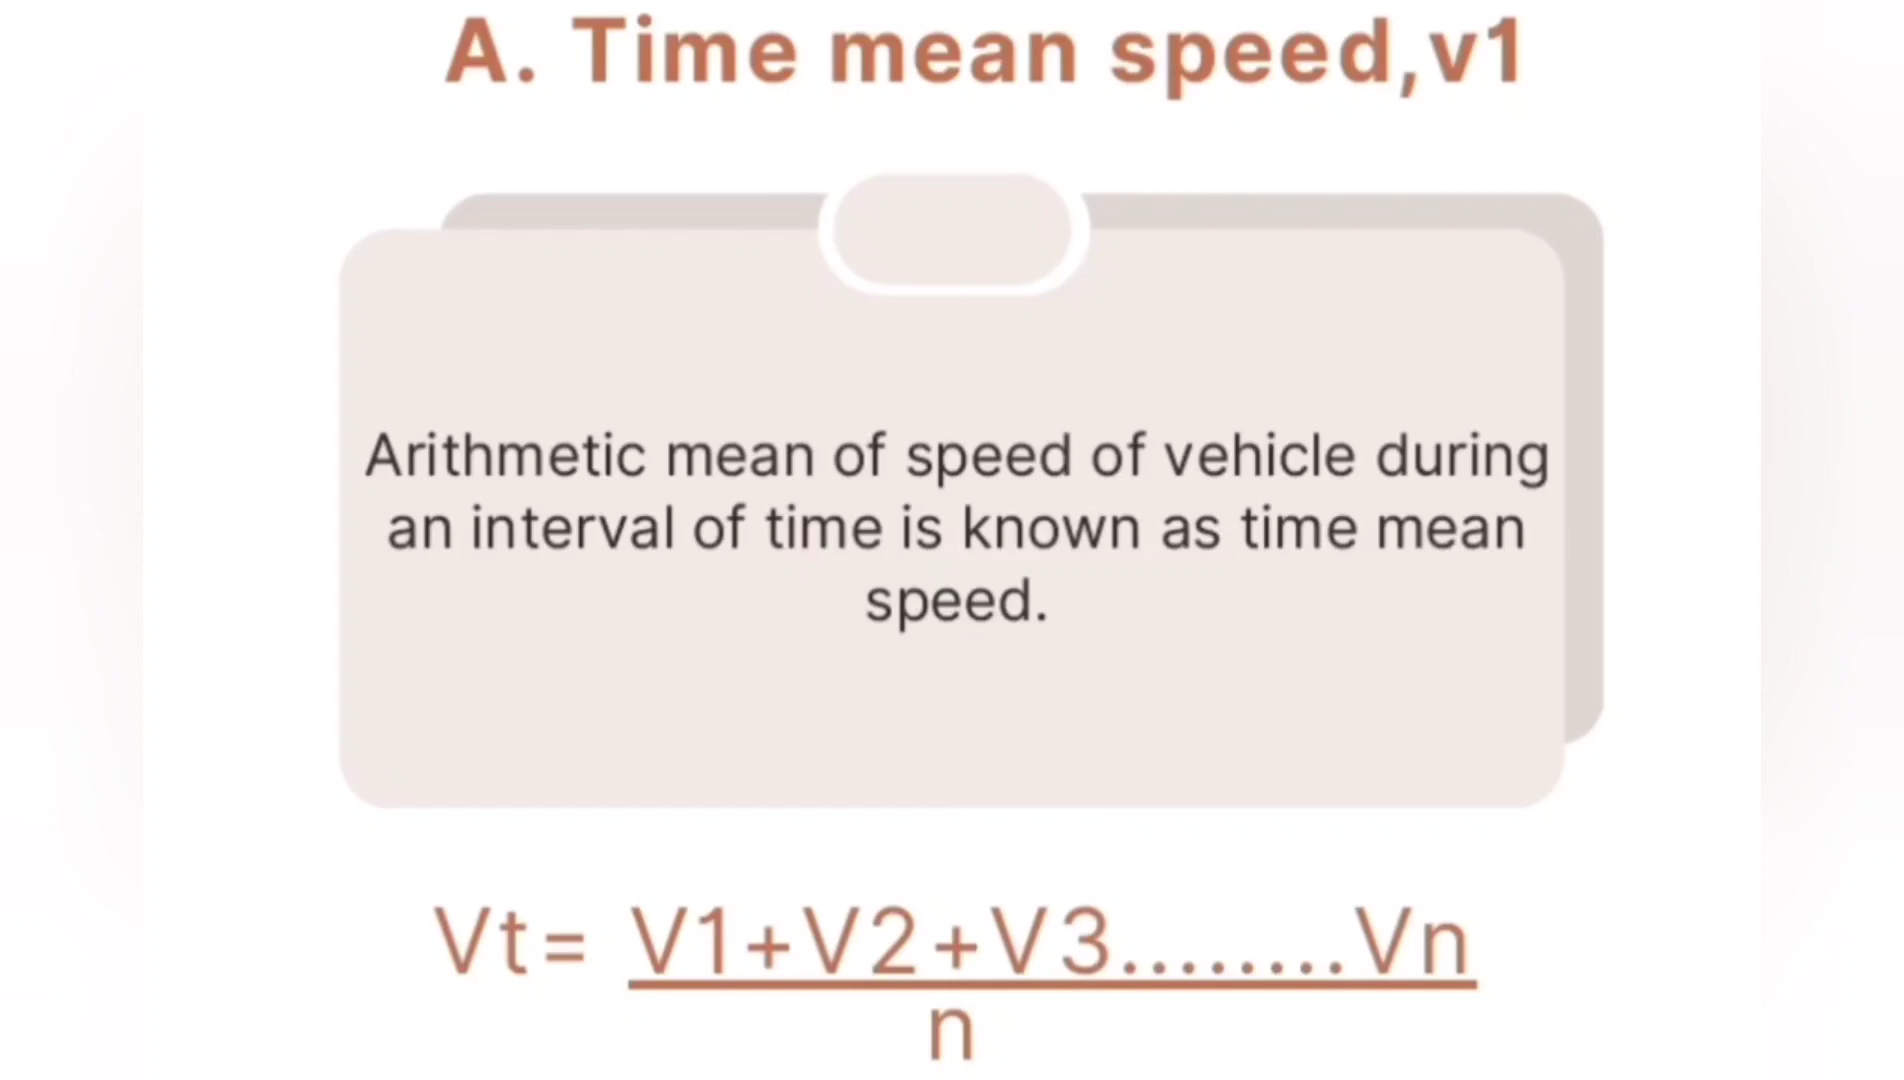 A. Time mean speed,v1
Arithmetic mean of speed of vehicle during
an interval of time is known as time mean
speed.
Vt= V1+V2+V3........Vn
n